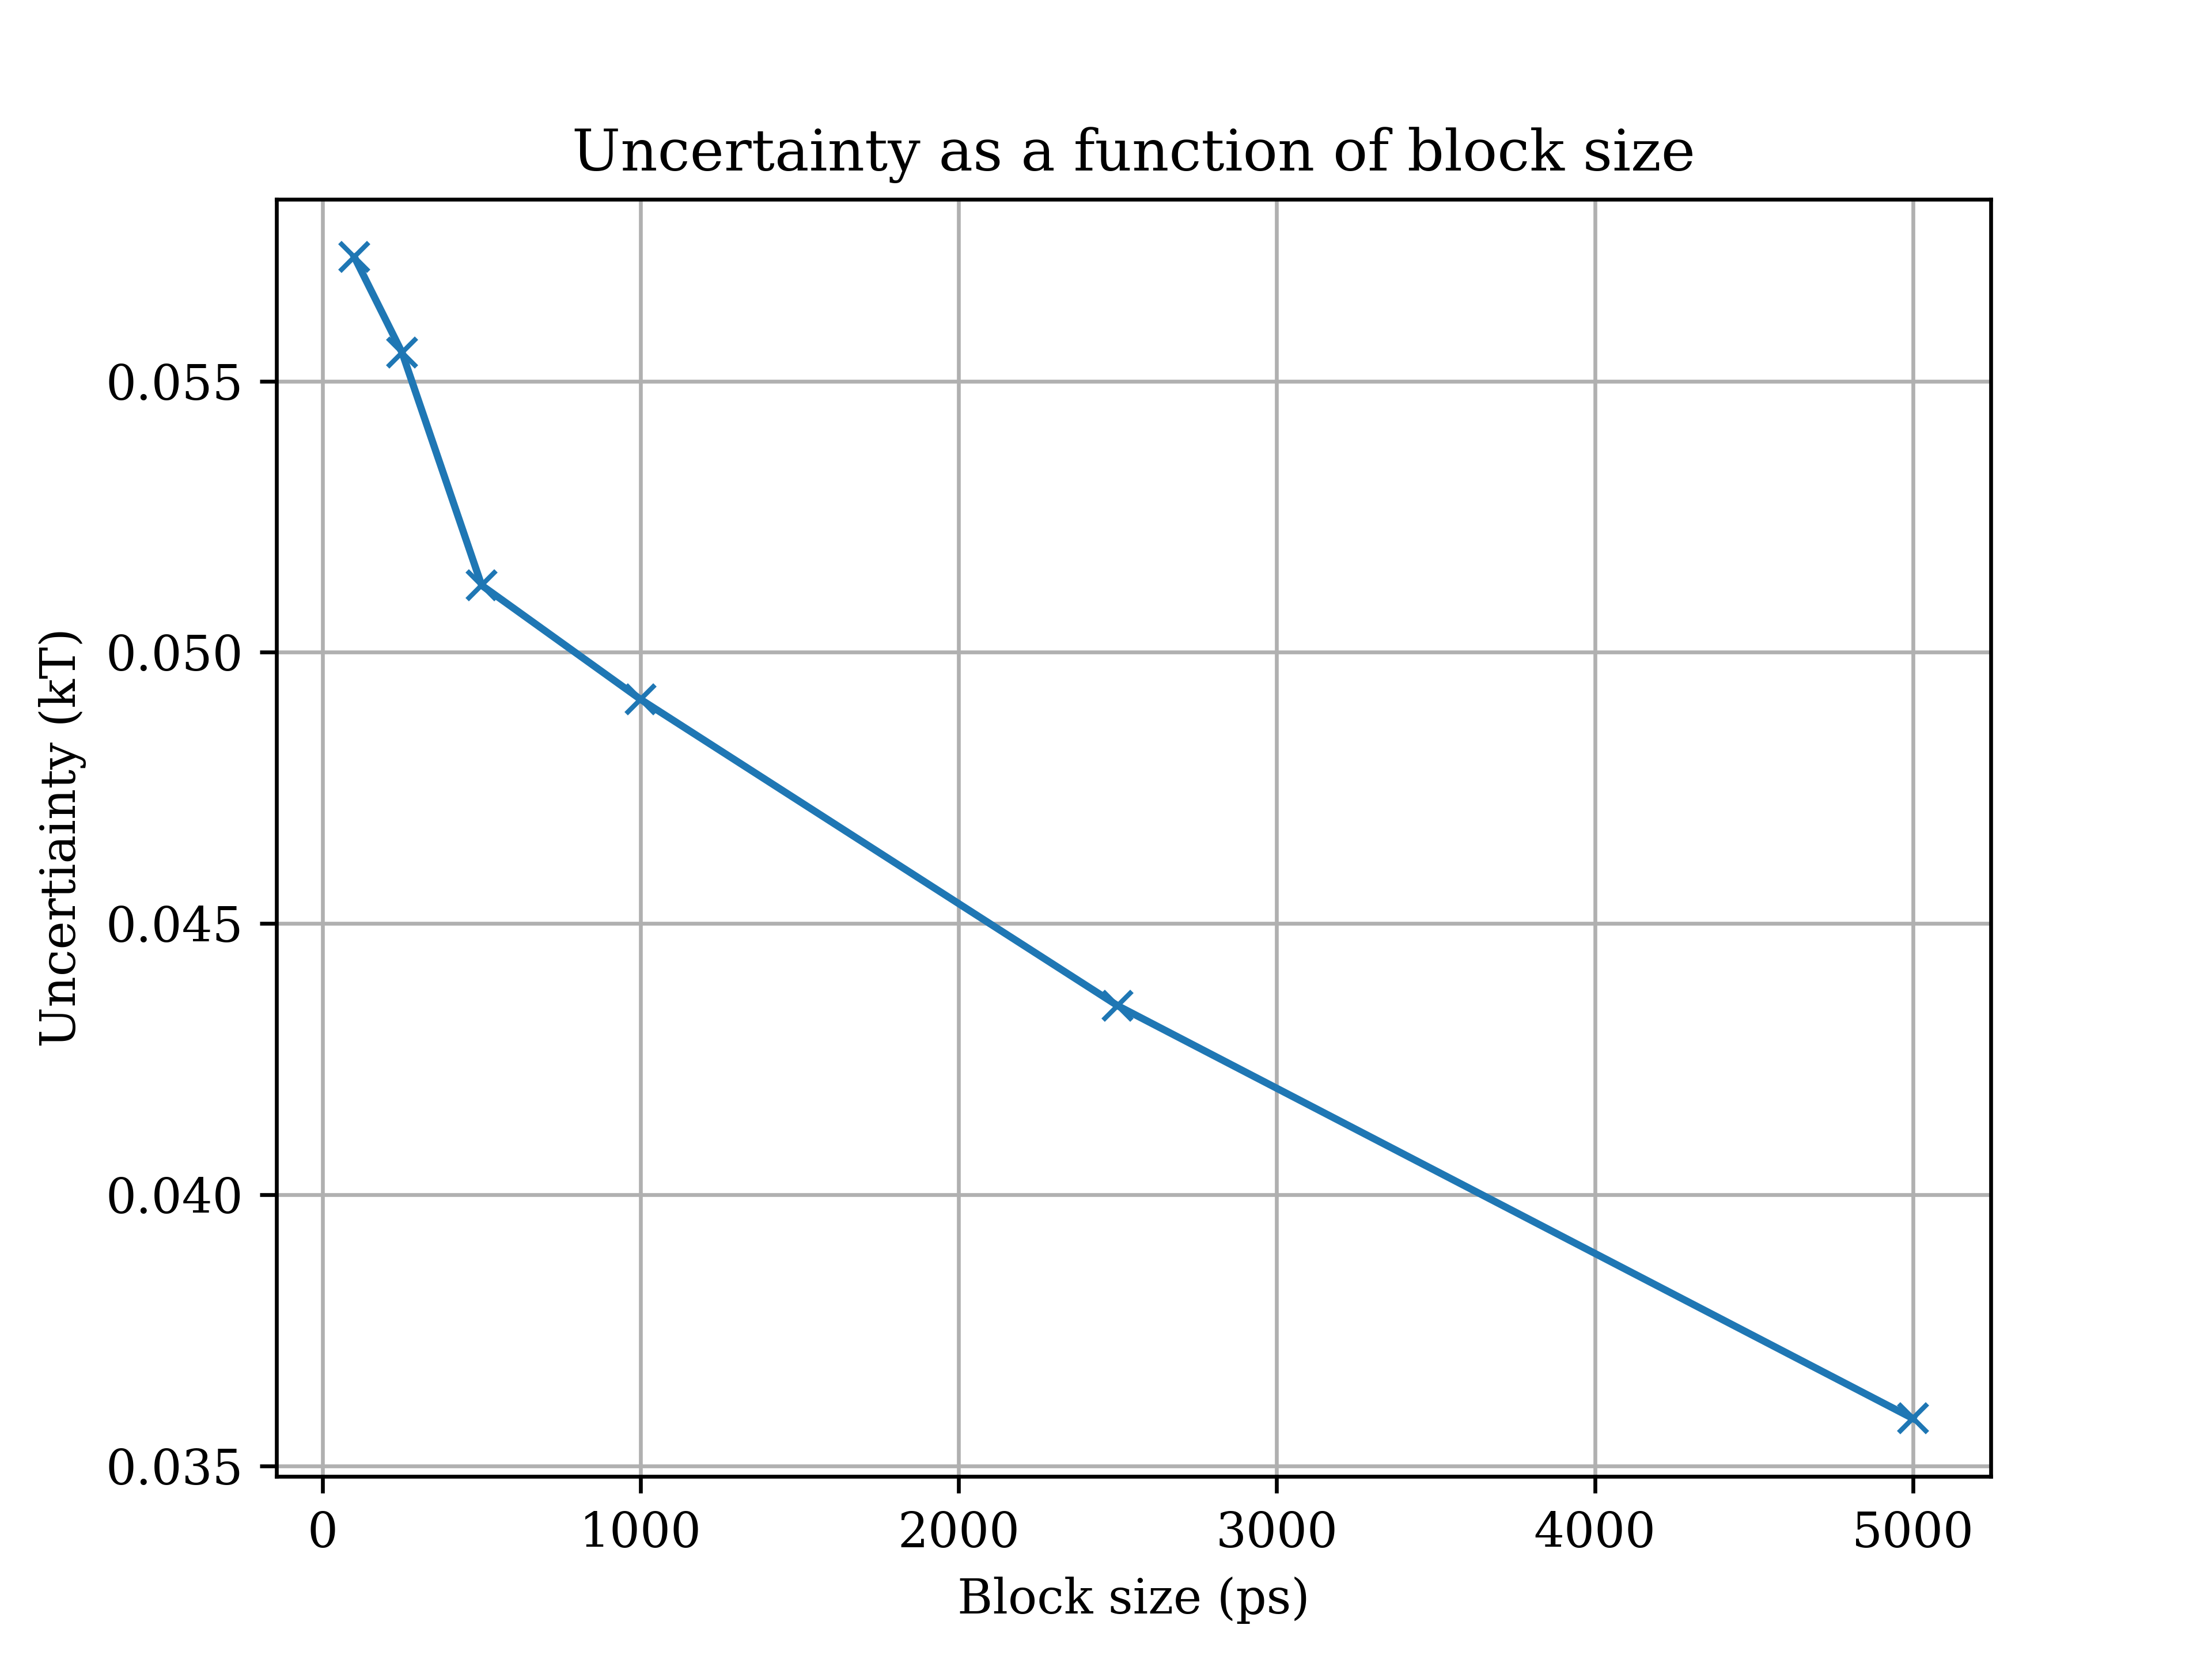 Uncertainty as a function of block size
0.055
0.050
0.045
0.040
0.035
Uncertiainty (kT)
0 1000 2000 3000 4000 5000
Block size (ps)